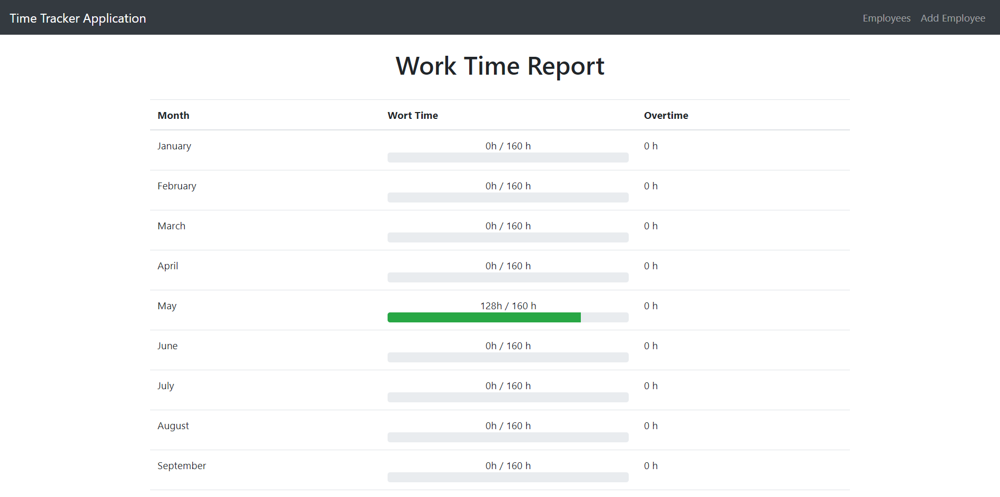 Time Tracker Application Employees Add Employee
Work Time Report
Month Wort Time Overtime
January 0h / 160 h 0 h
February 0h / 160 h 0 h
March 0h / 160 h 0 h
April 0h / 160 h 0 h
May 128h / 160 h 0 h
June 0h / 160 h 0 h
July 0h / 160 h 0 h
August 0h / 160 h 0 h
September 0h / 160 h 0 h